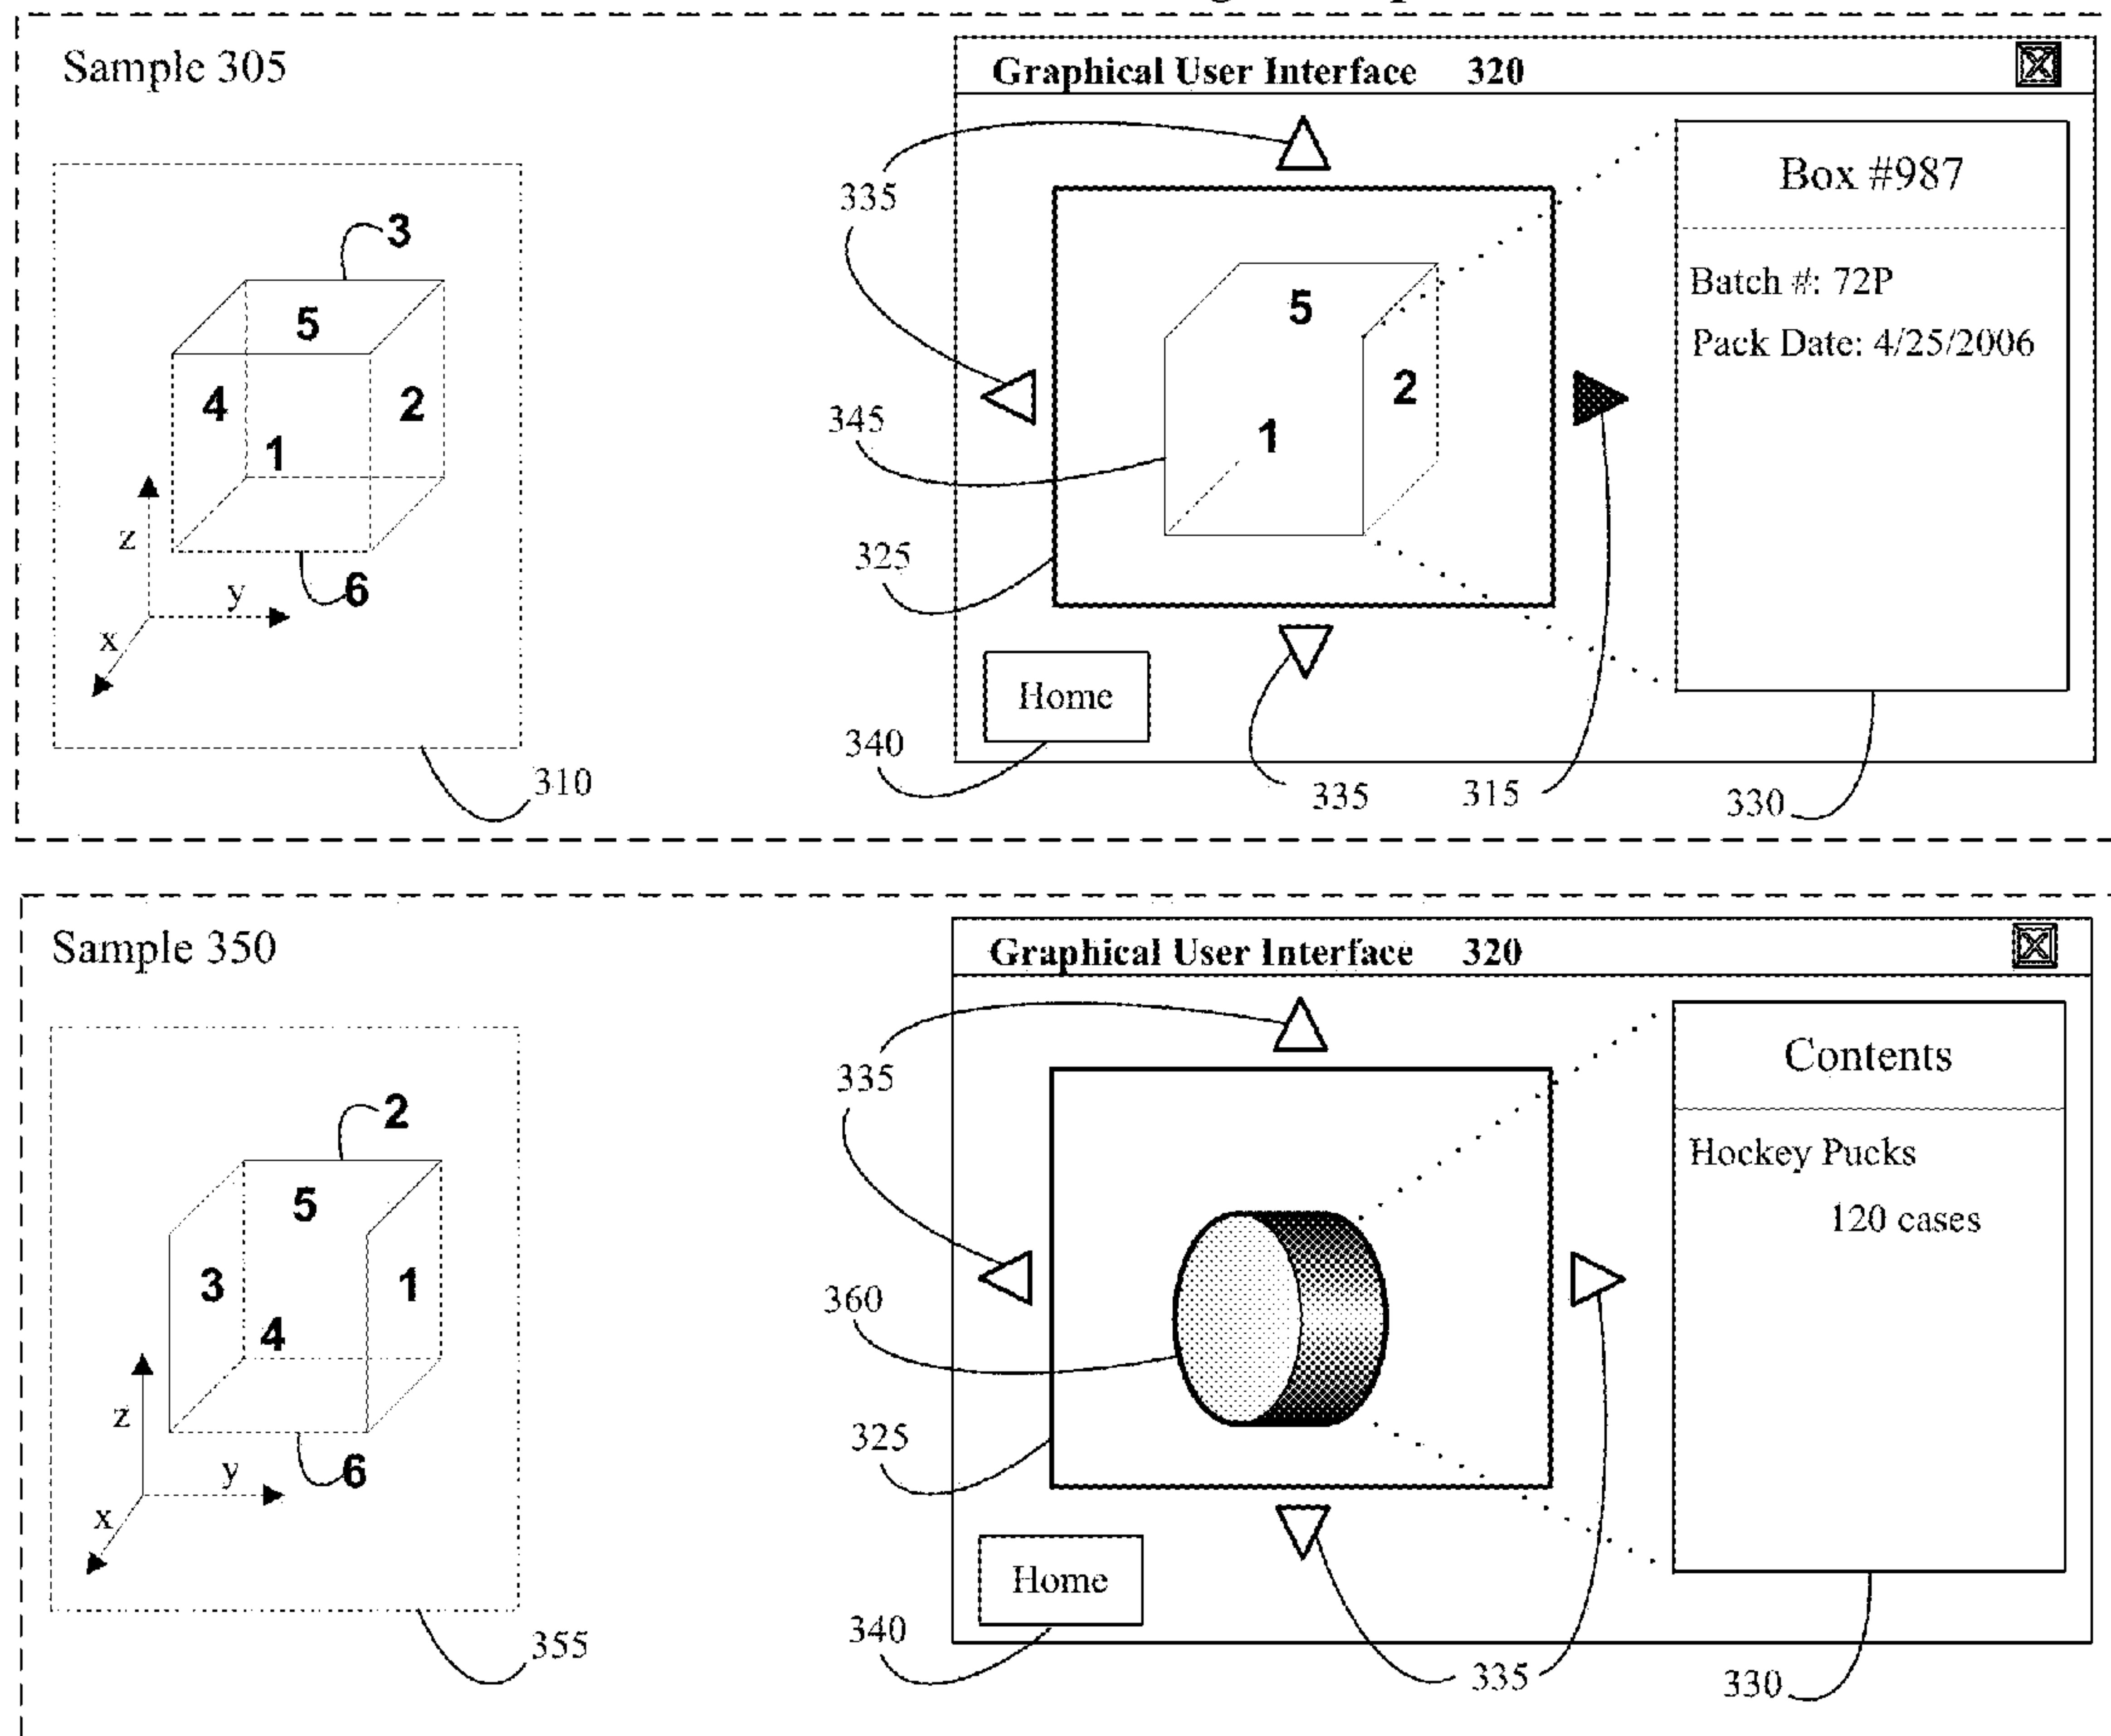 Sample 305
Graphical User Interface 320
335
Box #987
3
Batch #: 72P
5
5
Pack Date: 4/25/2006
4
2
2
345
1
1
z
325
y
6
x
Home
340
310
335
315
330
Sample 350
Graphical User Interface 320
335
Contents
2
Hockey Pucks
5
120 cases
3
1
360
4
z
325
y
6
x
Home
340
355
335
330